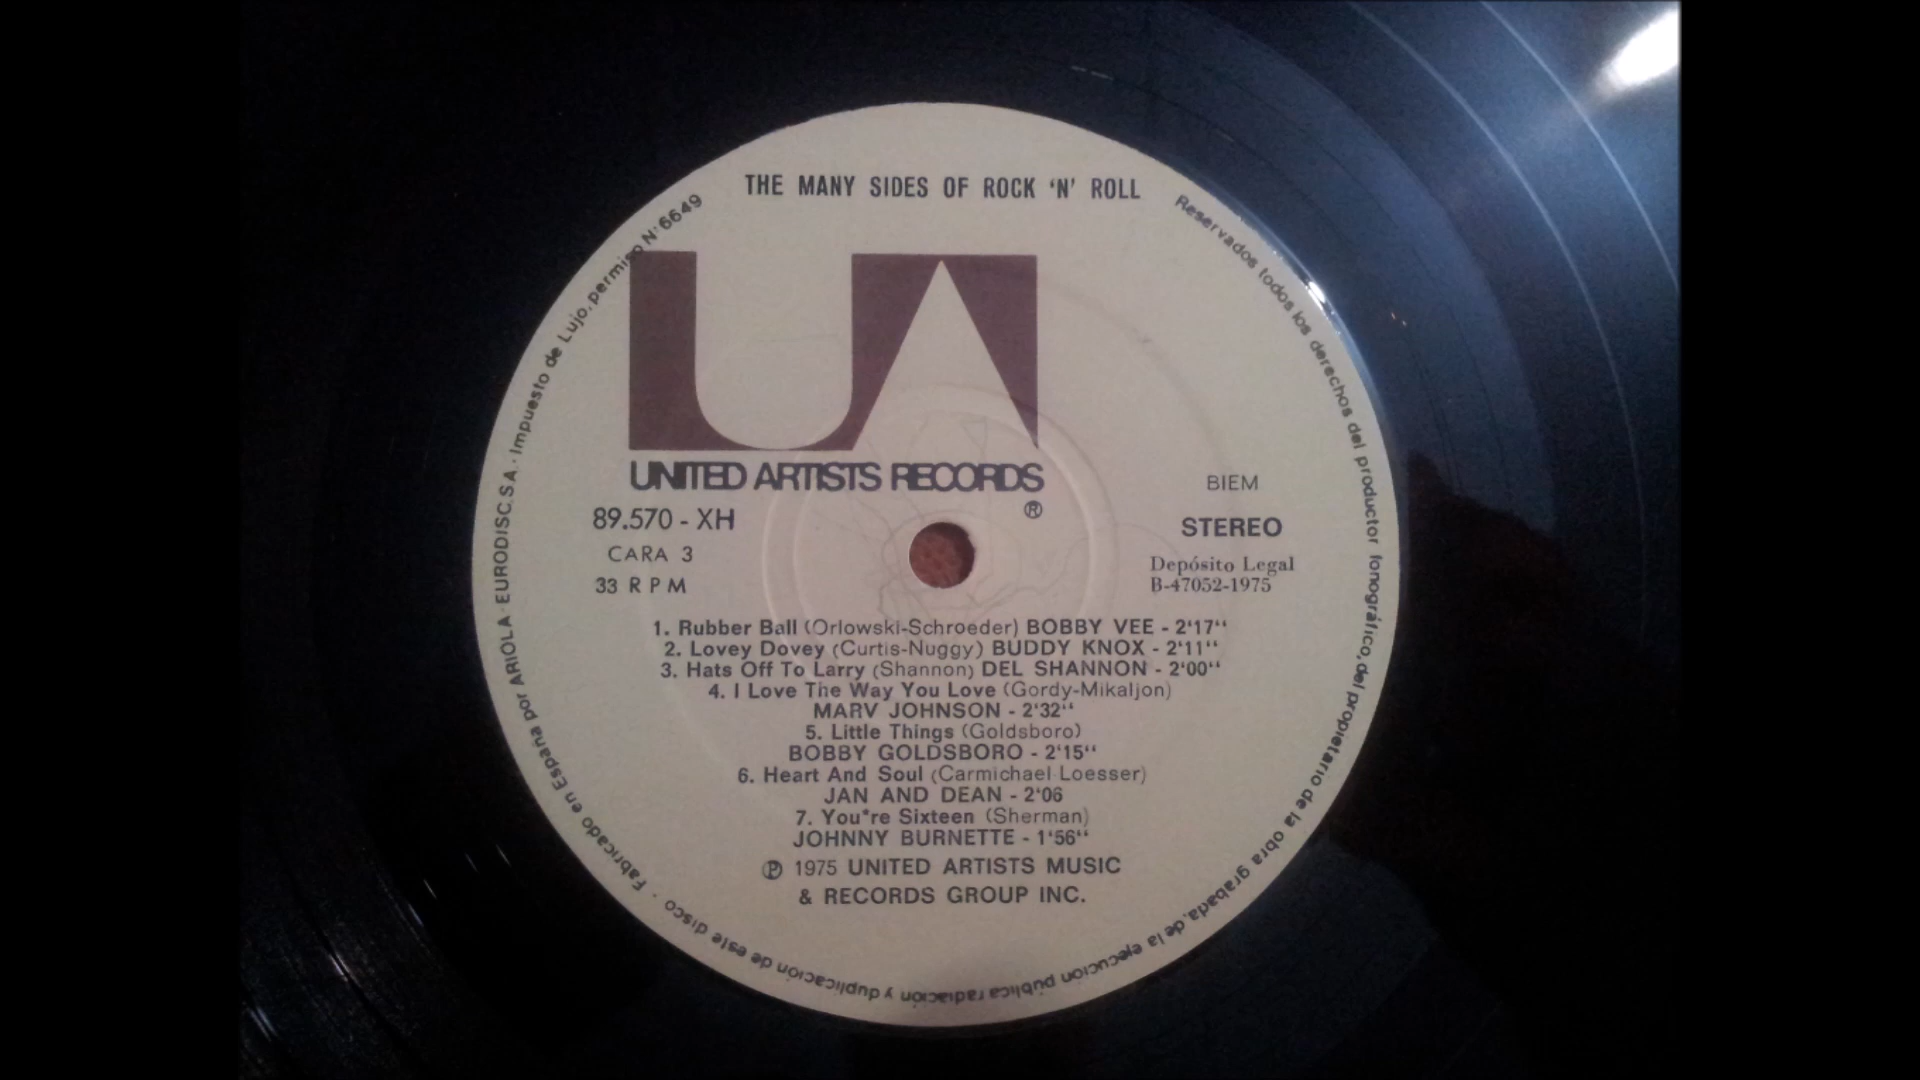 THE MANY SIDES OF ROCK 'N' ROLL
UA
UNITED ARTISTS RECORDS
®
89.570 - XH
CARA 3
33 R P M
BIEM
STEREO
Depósito Legal
B-47052-1975
1. Rubber Ball (Orlowski-Schroeder) BOBBY VEE - 2'17"
2. Lovey Dovey (Curtis-Nuggy) BUDDY KNOX - 2'11"
3. Hats Off To Larry (Shannon) DEL SHANNON - 2'00"
4. I Love The Way You Love (Gordy-Mikaljon)
MARV JOHNSON - 2'32"
5. Little Things (Goldsboro)
BOBBY GOLDSBORO - 2'15"
6. Heart And Soul (Carmichael-Loesser)
JAN AND DEAN - 2'06
7. You"re Sixteen (Sherman)
JOHNNY BURNETTE - 1'56"
℗ 1975 UNITED ARTISTS MUSIC
& RECORDS GROUP INC.
Fabricado en España por ARIOLA - EURODISC, S.A. - Impuesto de Lujo, permiso N.º 6649
Reservados todos los derechos del productor fonográfico, del propietario de la obra grabada, de la ejecución pública radiación y duplicación de este disco -